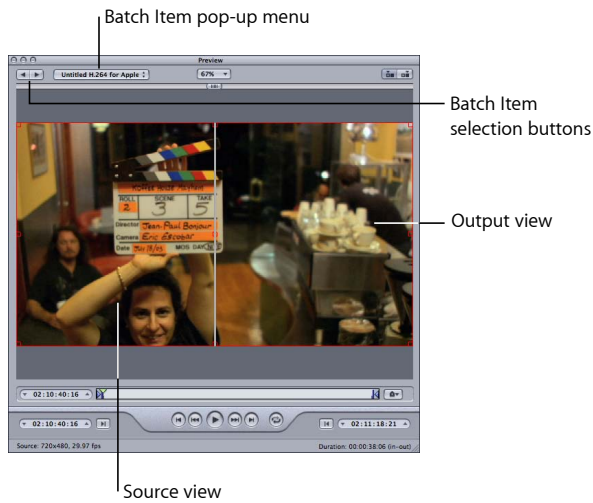 Batch Item pop-up menu
Preview
Untitled H.264 for Apple
67%
Batch Item
selection buttons
Koffee House Mayhem
ROLL
SCENE
TAKE
2
3
5
Director Jean-Paul Bonjour
Camera Eric Escobar
Date
MOS DAY
Output view
02:10:40:16
02:10:40:16
02:11:18:21
Source: 720x480, 29.97 fps
Duration: 00:00:38:06 (in-out)
Source view